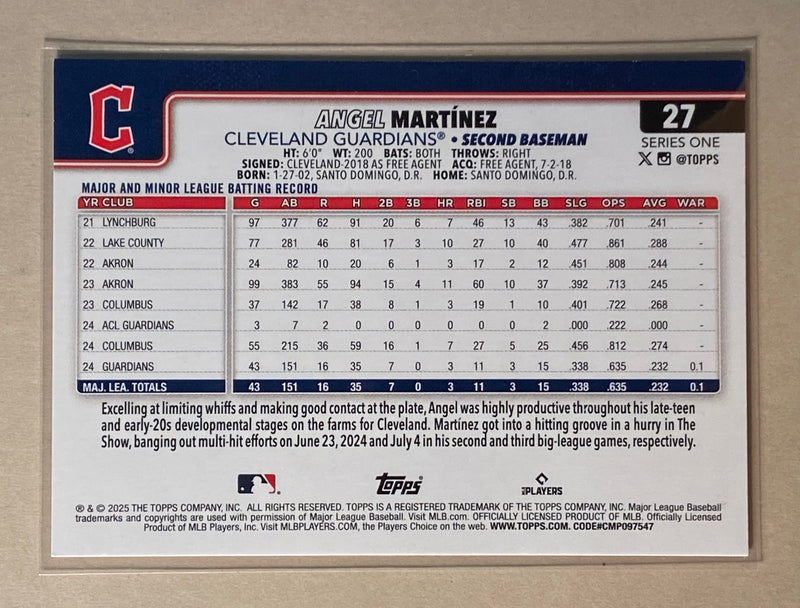 C
ANGEL MARTÍNEZ
27
CLEVELAND GUARDIANS® • SECOND BASEMAN
SERIES ONE
HT: 6'0" WT: 200 BATS: BOTH THROWS: RIGHT
X @TOPPS
SIGNED: CLEVELAND-2018 AS FREE AGENT ACQ: FREE AGENT, 7-2-18
BORN: 1-27-02, SANTO DOMINGO, D.R. HOME: SANTO DOMINGO, D.R.
MAJOR AND MINOR LEAGUE BATTING RECORD
YR CLUB G AB R H 2B 3B HR RBI SB BB SLG OPS AVG WAR
21 LYNCHBURG 97 377 62 91 20 6 7 46 13 43 .382 .701 .241 -
22 LAKE COUNTY 77 281 46 81 17 3 10 27 10 40 .477 .861 .288 -
22 AKRON 24 82 10 20 6 1 3 17 2 12 .451 .808 .244 -
23 AKRON 99 383 55 94 15 4 11 60 10 37 .392 .713 .245 -
23 COLUMBUS 37 142 17 38 8 1 3 19 1 10 .401 .722 .268 -
24 ACL GUARDIANS 3 7 2 0 0 0 0 0 0 2 .000 .222 .000 -
24 COLUMBUS 55 215 36 59 16 1 7 27 5 25 .456 .812 .274 -
24 GUARDIANS 43 151 16 35 7 0 3 11 3 15 .338 .635 .232 0.1
MAJ. LEA. TOTALS 43 151 16 35 7 0 3 11 3 15 .338 .635 .232 0.1
Excelling at limiting whiffs and making good contact at the plate, Angel was highly productive throughout his late-teen
and early-20s developmental stages on the farms for Cleveland. Martínez got into a hitting groove in a hurry in The
Show, banging out multi-hit efforts on June 23, 2024 and July 4 in his second and third big-league games, respectively.
Topps
MLB PLAYERS
® & © 2025 THE TOPPS COMPANY, INC. ALL RIGHTS RESERVED. TOPPS IS A REGISTERED TRADEMARK OF THE TOPPS COMPANY, INC. Major League Baseball
trademarks and copyrights are used with permission of Major League Baseball. Visit MLB.com. OFFICIALLY LICENSED PRODUCT OF MLB. Officially Licensed
Product of MLB Players, Inc. Visit MLBPLAYERS.COM, the Players Choice on the web. WWW.TOPPS.COM. CODE#CMP097547